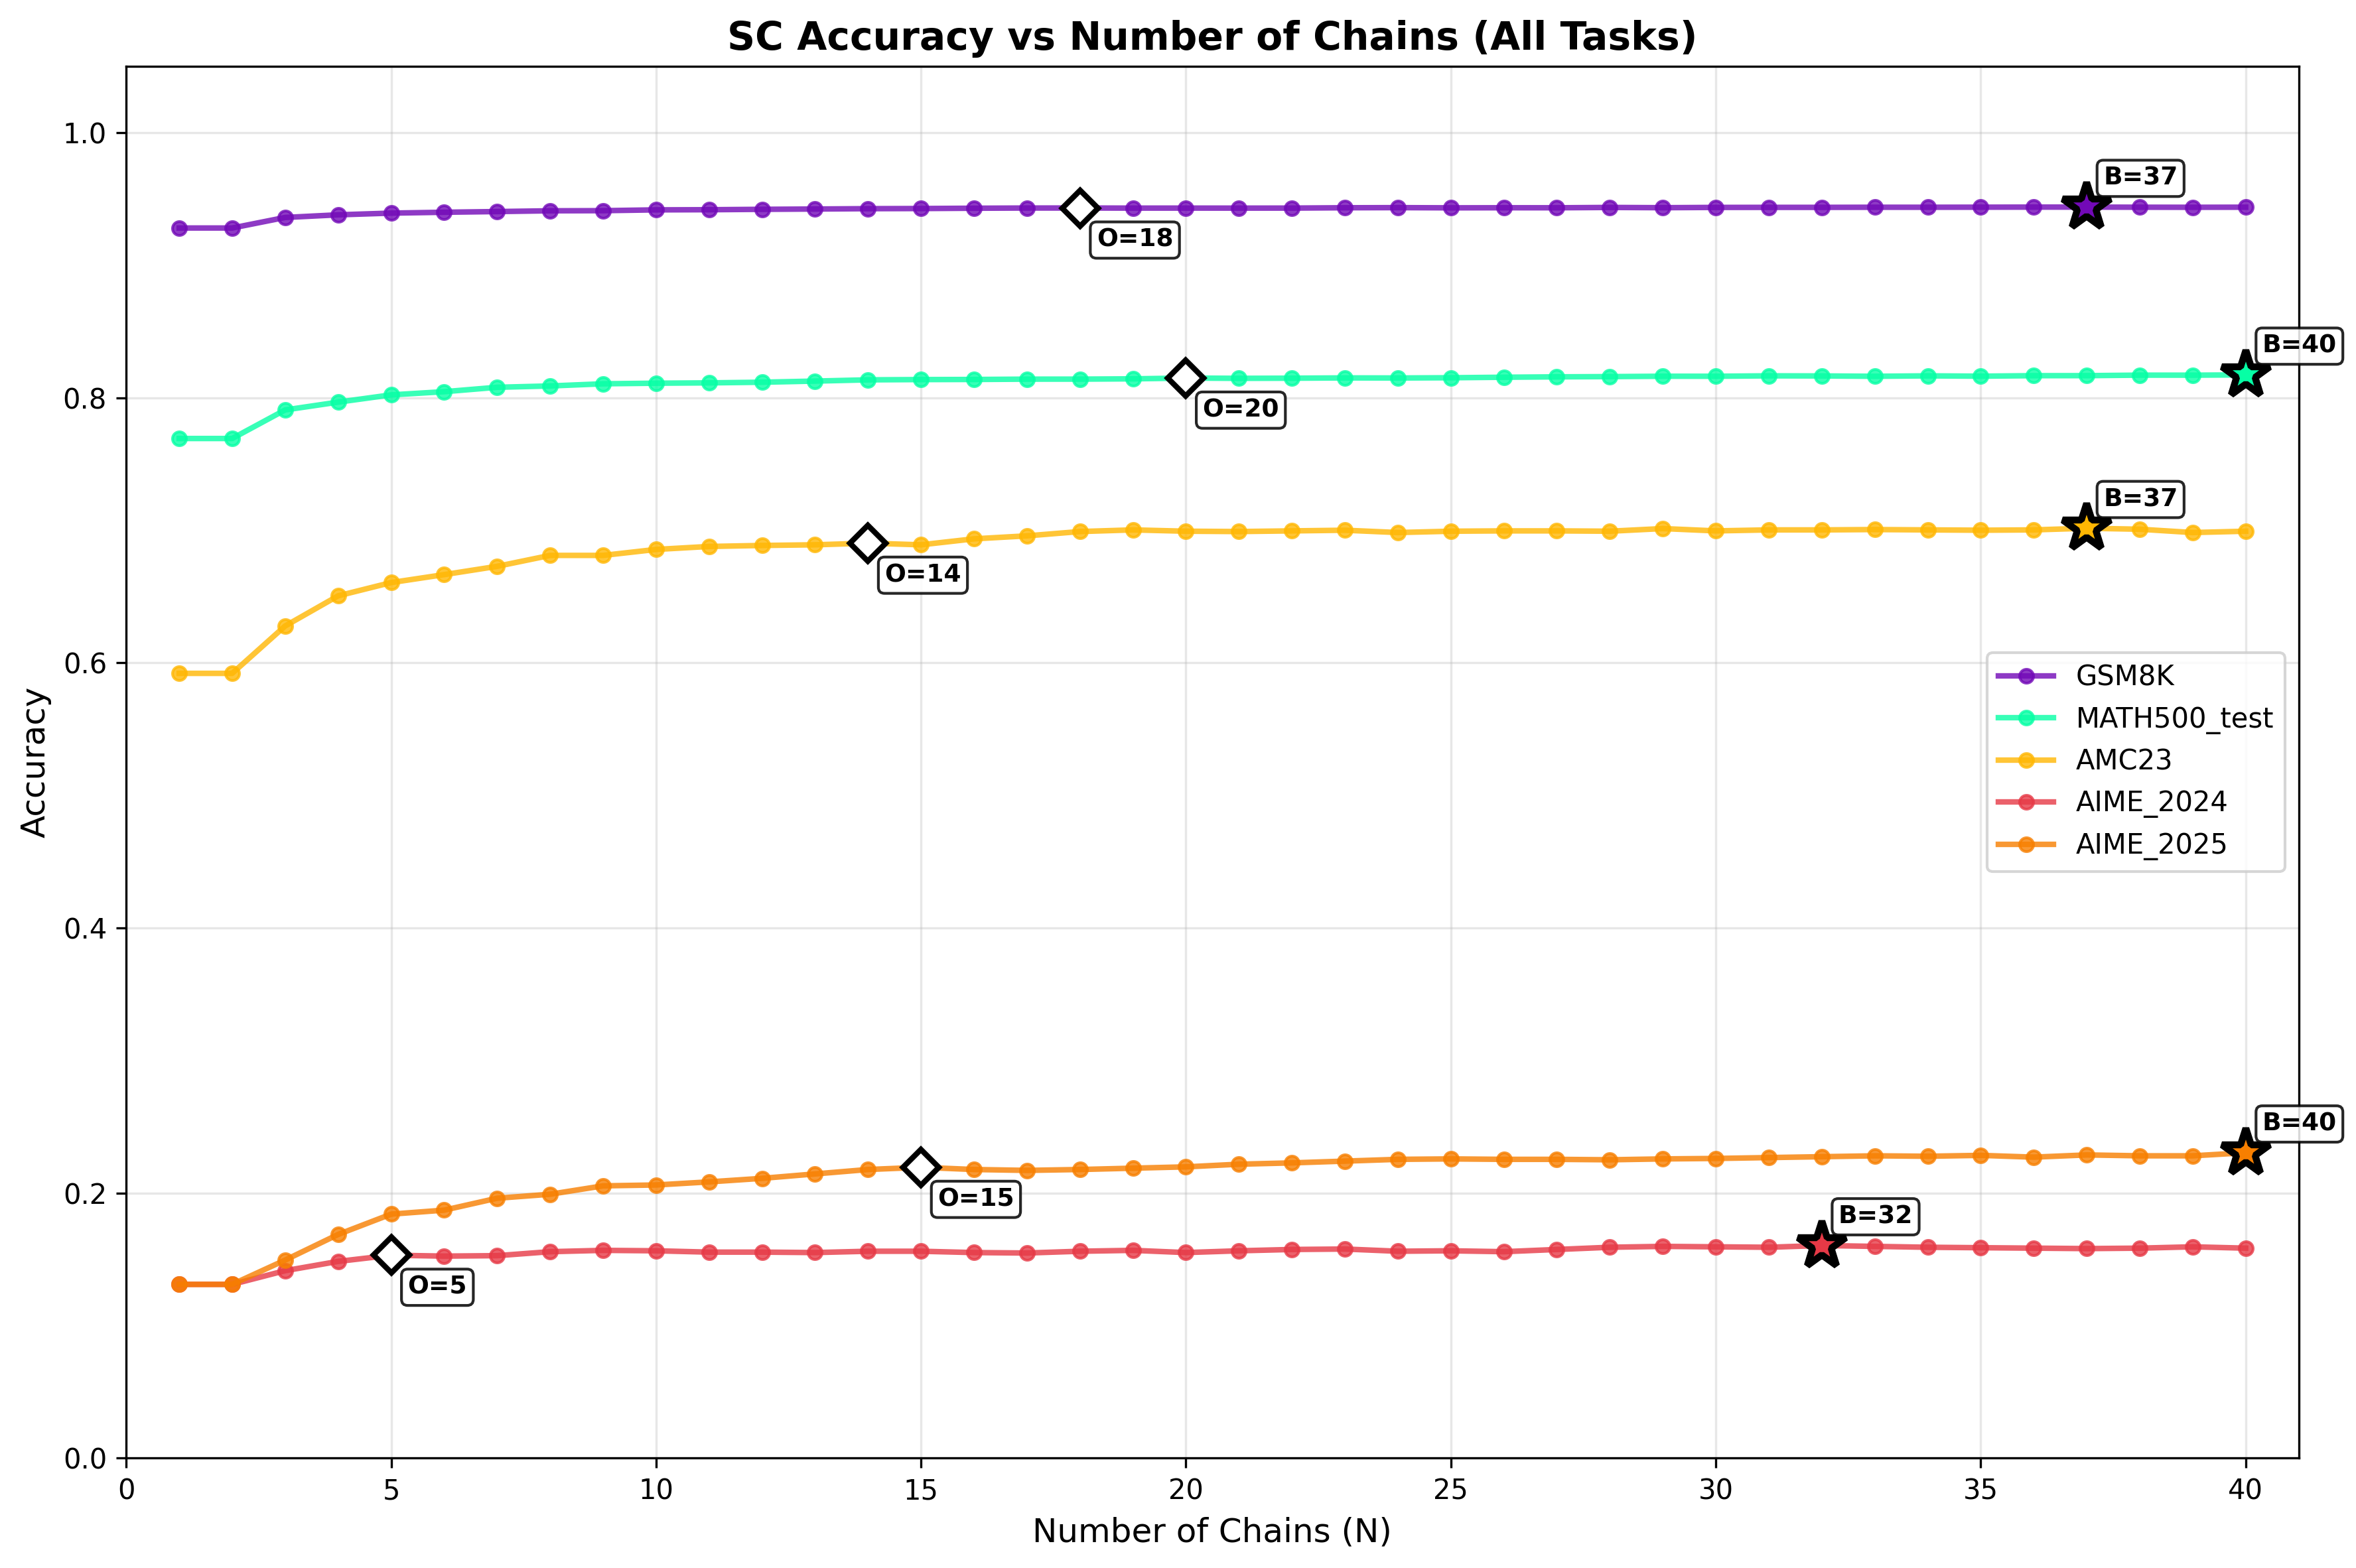 SC Accuracy vs Number of Chains (All Tasks)
Accuracy
1.0
0.8
0.6
0.4
0.2
0.0
B=37
O=18
B=40
O=20
B=37
O=14
GSM8K
MATH500_test
AMC23
AIME_2024
AIME_2025
B=40
O=15
B=32
O=5
0 5 10 15 20 25 30 35 40
Number of Chains (N)